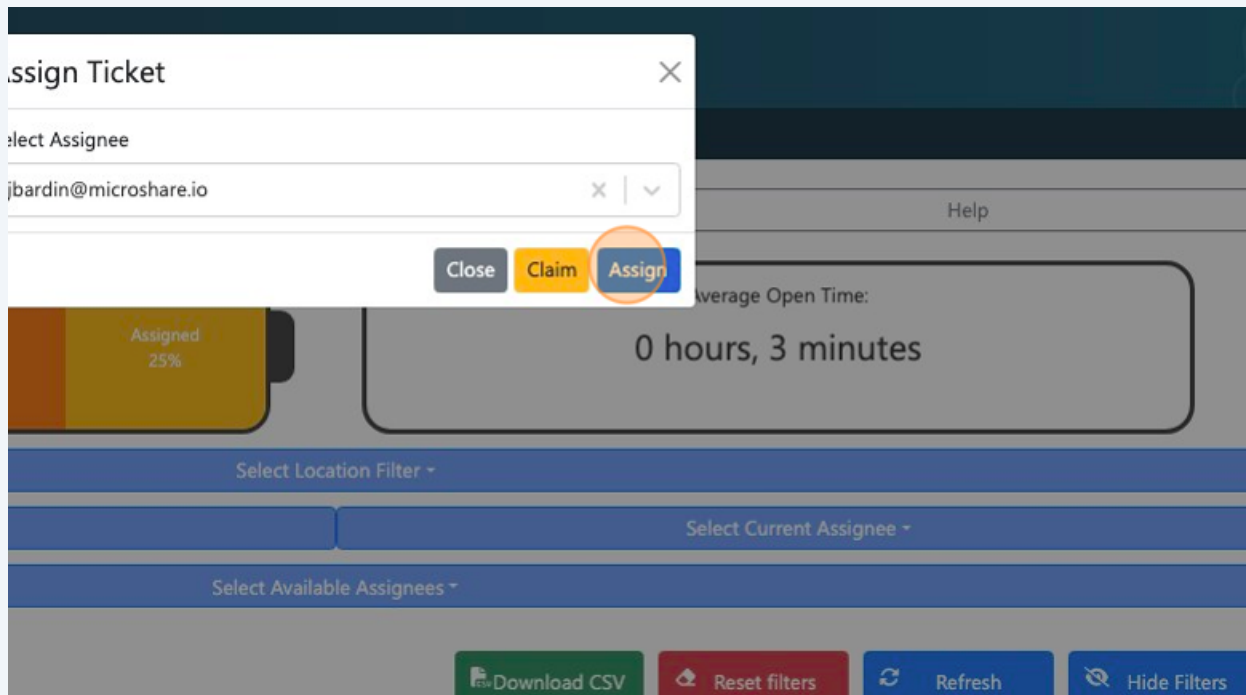 ssign Ticket
elect Assignee
jbardin@microshare.io
Help
Close Claim Assign
Average Open Time:
0 hours, 3 minutes
Assigned
25%
Select Location Filter
Select Current Assignee
Select Available Assignees
CSV Download CSV Reset filters Refresh Hide Filters